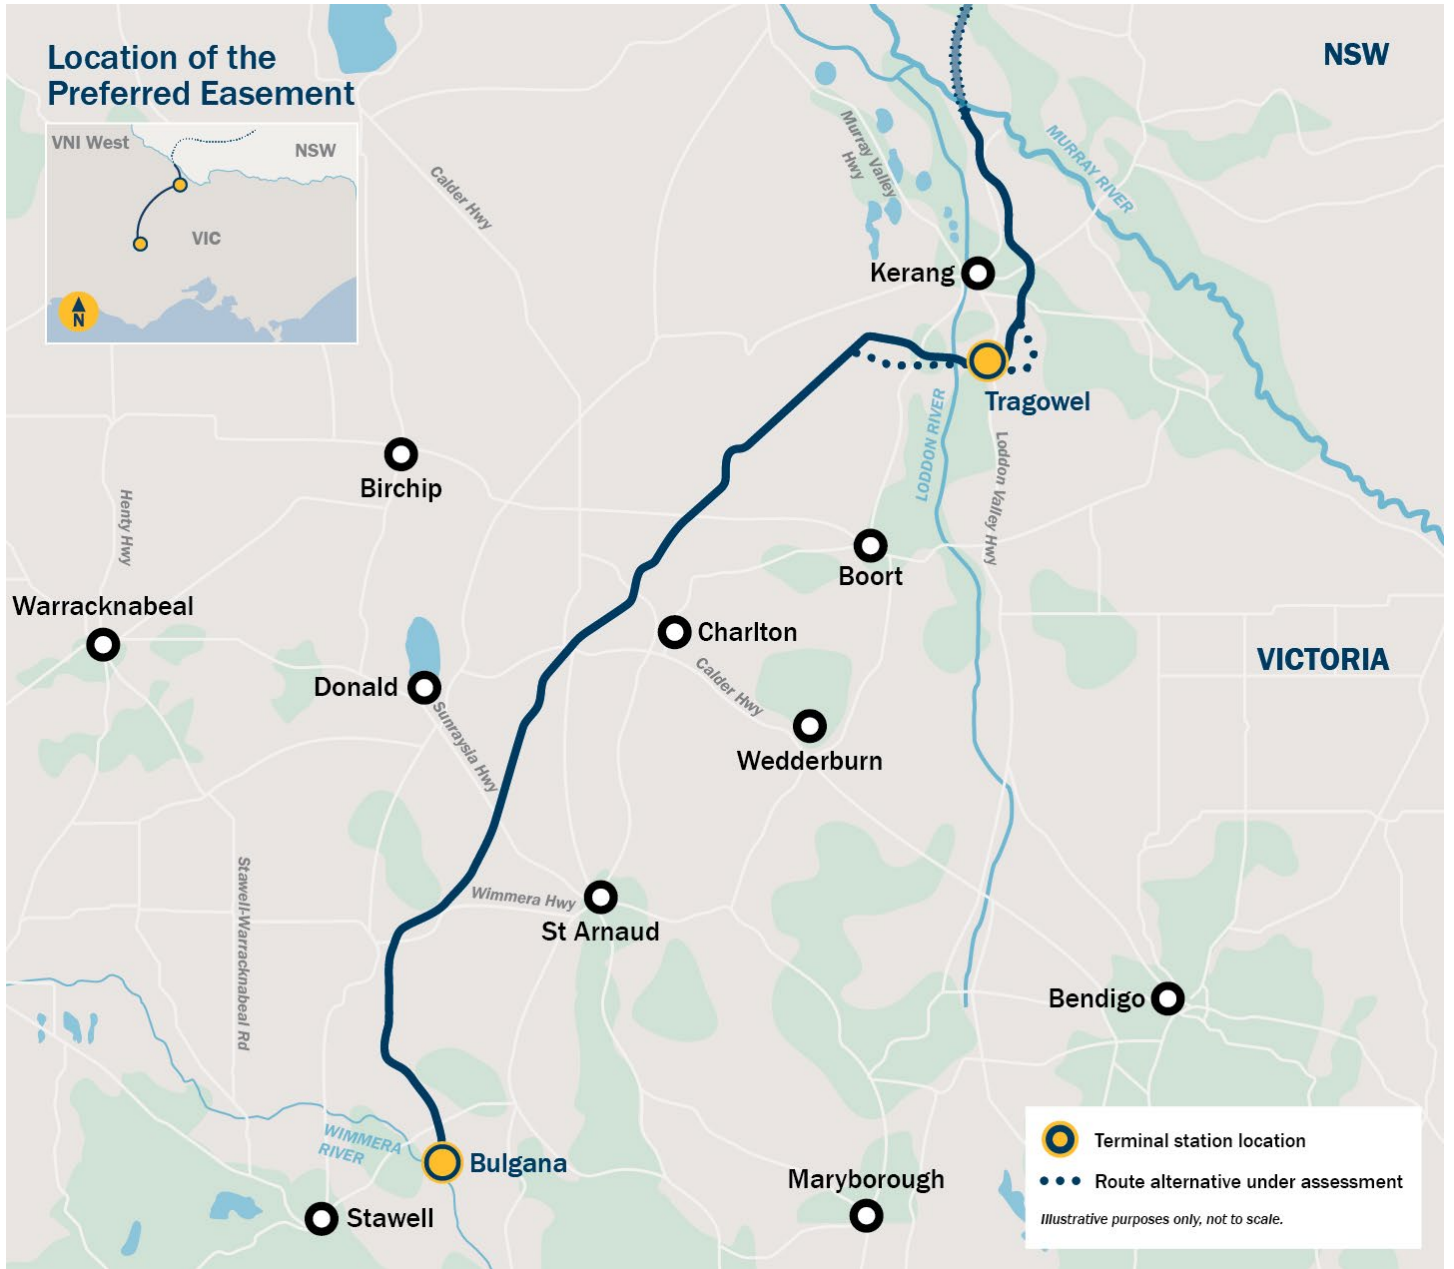 Location of the
Preferred Easement
VNI West
NSW
VIC
N
NSW
Calder Hwy
Murray Valley
Hwy
MURRAY RIVER
Kerang
Tragowel
LODDON RIVER
Loddon Valley Hwy
Birchip
Henty Hwy
Boort
Warracknabeal
Charlton
VICTORIA
Donald
Calder Hwy
Sunraysia Hwy
Wedderburn
Stawell-Warracknabeal Rd
Wimmera Hwy
St Arnaud
Bendigo
WIMMERA
RIVER
Bulgana
Stawell
Maryborough
Terminal station location
Route alternative under assessment
Illustrative purposes only, not to scale.